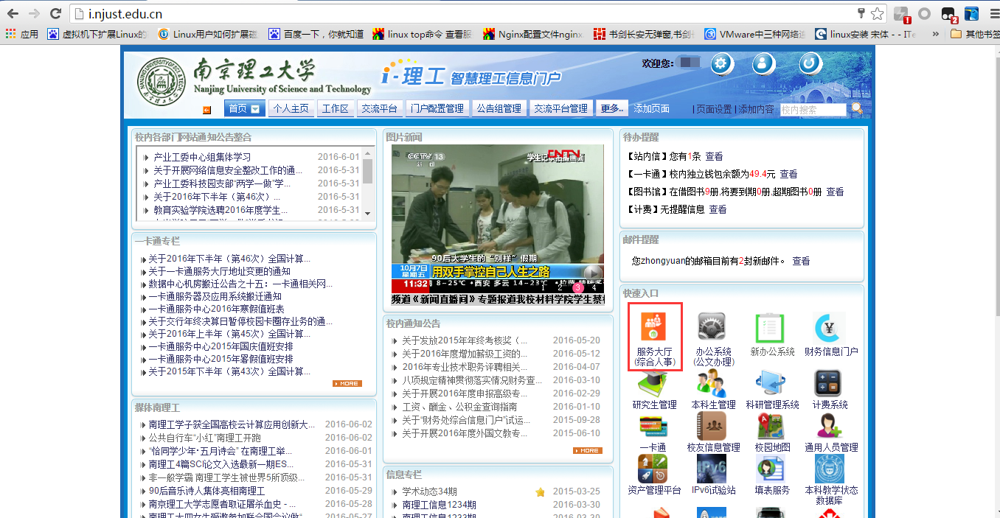 i.njust.edu.cn
应用 虚拟机下扩展Linux的 Linux用户如何扩展磁 百度一下，你就知道 linux top命令 查看服 Nginx配置文件nginx. 书剑长安无弹窗,书剑 VMware中三种网络连 linux安装 宋体 - - ITe » 其他书签
南京理工大学
Nanjing University of Science and Technology
i-理工 智慧理工信息门户
欢迎您:
首页 个人主页 工作区 交流平台 门户配置管理 公告组管理 交流平台管理 更多.. 添加页面 | 页面设置 | 添加内容 校内搜索
校内各部门网站通知公告整合
产业工委中心组集体学习 2016-6-01
关于开展网络信息安全整改工作的通... 2016-5-31
产业工委科技园支部“两学一做”学... 2016-5-31
关于2016年下半年（第46次）... 2016-5-31
教育实验学院选聘2016年度学生... 2016-5-31
一卡通专栏
关于2016年下半年（第46次）全国计算...
关于一卡通服务大厅地址变更的通知
数据中心机房搬迁公告之十五：一卡通相关网...
一卡通服务器及应用系统搬迁通知
一卡通服务中心2016年寒假值班表
关于交行年终决算日暂停校园卡圈存业务的通...
关于2016年上半年（第45次）全国计算...
一卡通服务中心2015年国庆值班安排
一卡通服务中心2015年暑假值班安排
关于2015年下半年（第43次）全国计算...
MORE
媒体南理工
南理工学子获全国高校云计算应用创新大... 2016-06-02
公共自行车“小红”南理工开跑 2016-06-02
“恰同学少年·五月诗会” 在南理工举... 2016-06-01
南理工4篇SCI论文入选最新一期ES... 2016-05-31
非一般学霸 南理工学生被世界5所顶级... 2016-05-31
90后音乐诗人集体亮相南理工 2016-05-29
南京理工大学志愿者取证屠杀血史 - ... 2016-05-28
南理工大四女生受邀参加联合国会议做“ 2016-05-27
图片新闻
CCTV 13
新 闻
CNTV
学生记录拍摄画面
90后大学生的“别样”假期
10月7日
星期五
用双手掌控自己人生之路
11:32
8～25℃ •西安 多云 14～23℃
1 2 3 4
频道《新闻直播间》专题报道我校材料学院学生蔡
校内通知公告
关于发放2015年年终考核奖（... 2016-05-20
关于2016年度增加薪级工资的... 2016-05-12
2016年专业技术职务评聘相关... 2016-04-07
八项规定精神贯彻落实情况财务查... 2016-03-10
关于开展2016年度申报高级专... 2016-02-29
工资、酬金、公积金查询指南 2016-01-10
关于“财务处综合信息门户”试运... 2015-09-28
关于开展2016年度外国文教专... 2015-06-10
MORE
信息专栏
学术动态34期 2015-03-25
南理工信息1234期 2016-03-30
南理工信息1233期 2016-03-30
待办提醒
【站内信】您有1条 查看
【一卡通】校内独立钱包余额为49.4元 查看
【图书馆】在借图书9册,将要到期0册,超期图书0册 查看
【计费】无提醒信息 查看
邮件提醒
您zhongyuan的邮箱目前有2封新邮件。 查看
快速入口
服务大厅 办公系统 新办公系统 财务信息门户
(综合人事) (公文办理)
研究生管理 本科生管理 科研管理系统 计费系统
一卡通 校友信息管理 校园地图 通用人员管理
资产管理平台 IPv6试验站 填表服务 本科教学状态
数据库